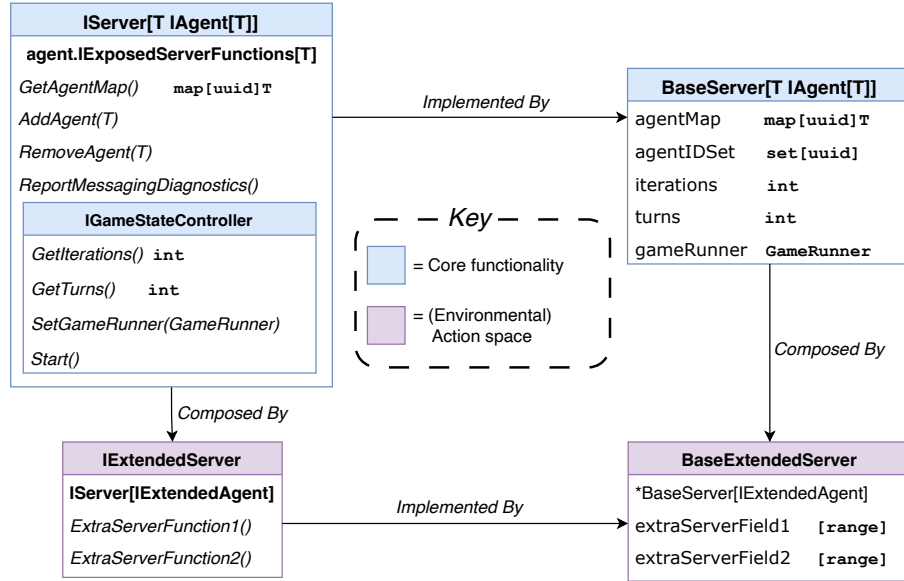 IServer[T IAgent[T]]
agent.IExposedServerFunctions[T]
GetAgentMap() map[uuid]T
AddAgent(T)
RemoveAgent(T)
ReportMessagingDiagnostics()
IGameStateController
GetIterations() int
GetTurns() int
SetGameRunner(GameRunner)
Start()
Implemented By
BaseServer[T IAgent[T]]
agentMap map[uuid]T
agentIDSet set[uuid]
iterations int
turns int
gameRunner GameRunner
Key
= Core functionality
= (Environmental)
Action space
Composed By
Composed By
IExtendedServer
IServer[IExtendedAgent]
ExtraServerFunction1()
ExtraServerFunction2()
Implemented By
BaseExtendedServer
*BaseServer[IExtendedAgent]
extraServerField1 [range]
extraServerField2 [range]